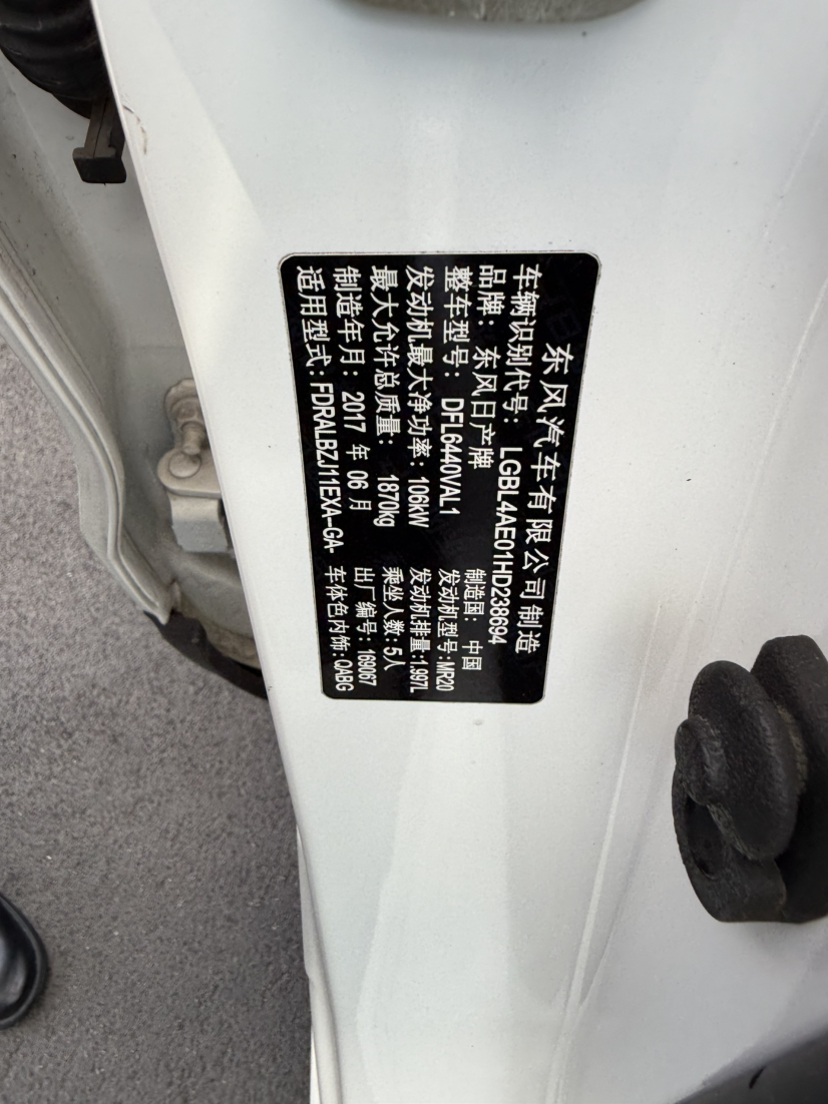 东风汽车有限公司制造
车辆识别代号： LGBL4AE01HD238694
品牌： 东风日产牌 制造国： 中国
整车型号： DFL6440VAL1 发动机型号:MR20
发动机最大净功率： 106kW 发动机排量:1.997L
最大允许总质量： 1870kg 乘坐人数:5人
制造年月： 2017 年 06 月 出厂编号: 169067
适用型式: FDRALBZJ11EXA-GA- 车体色内饰:QABG